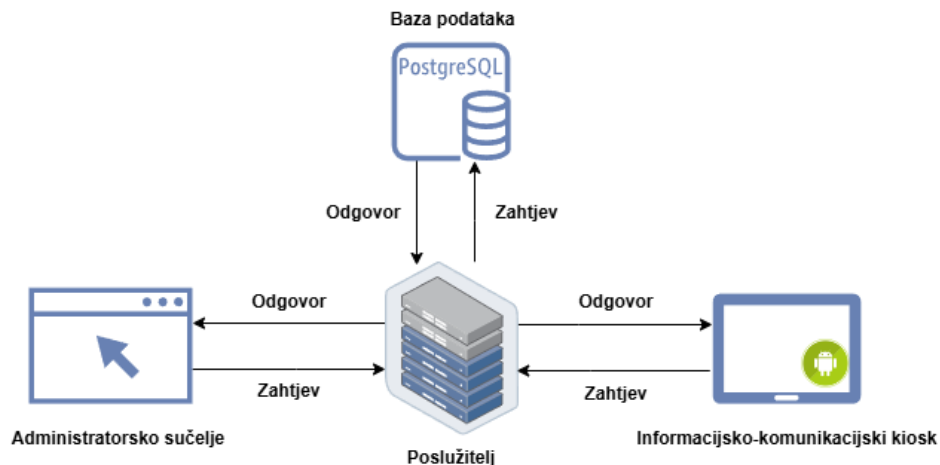 Baza podataka
PostgreSQL
Odgovor
Zahtjev
Odgovor
Odgovor
Zahtjev
Zahtjev
Administratorsko sučelje
Informacijsko-komunikacijski kiosk
Poslužitelj